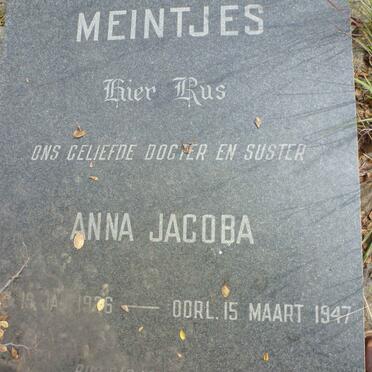 MEINTJES
Hier Rus
ONS GELIEFDE DOGTER EN SUSTER
ANNA JACOBA
OORL. 15 MAART 1947